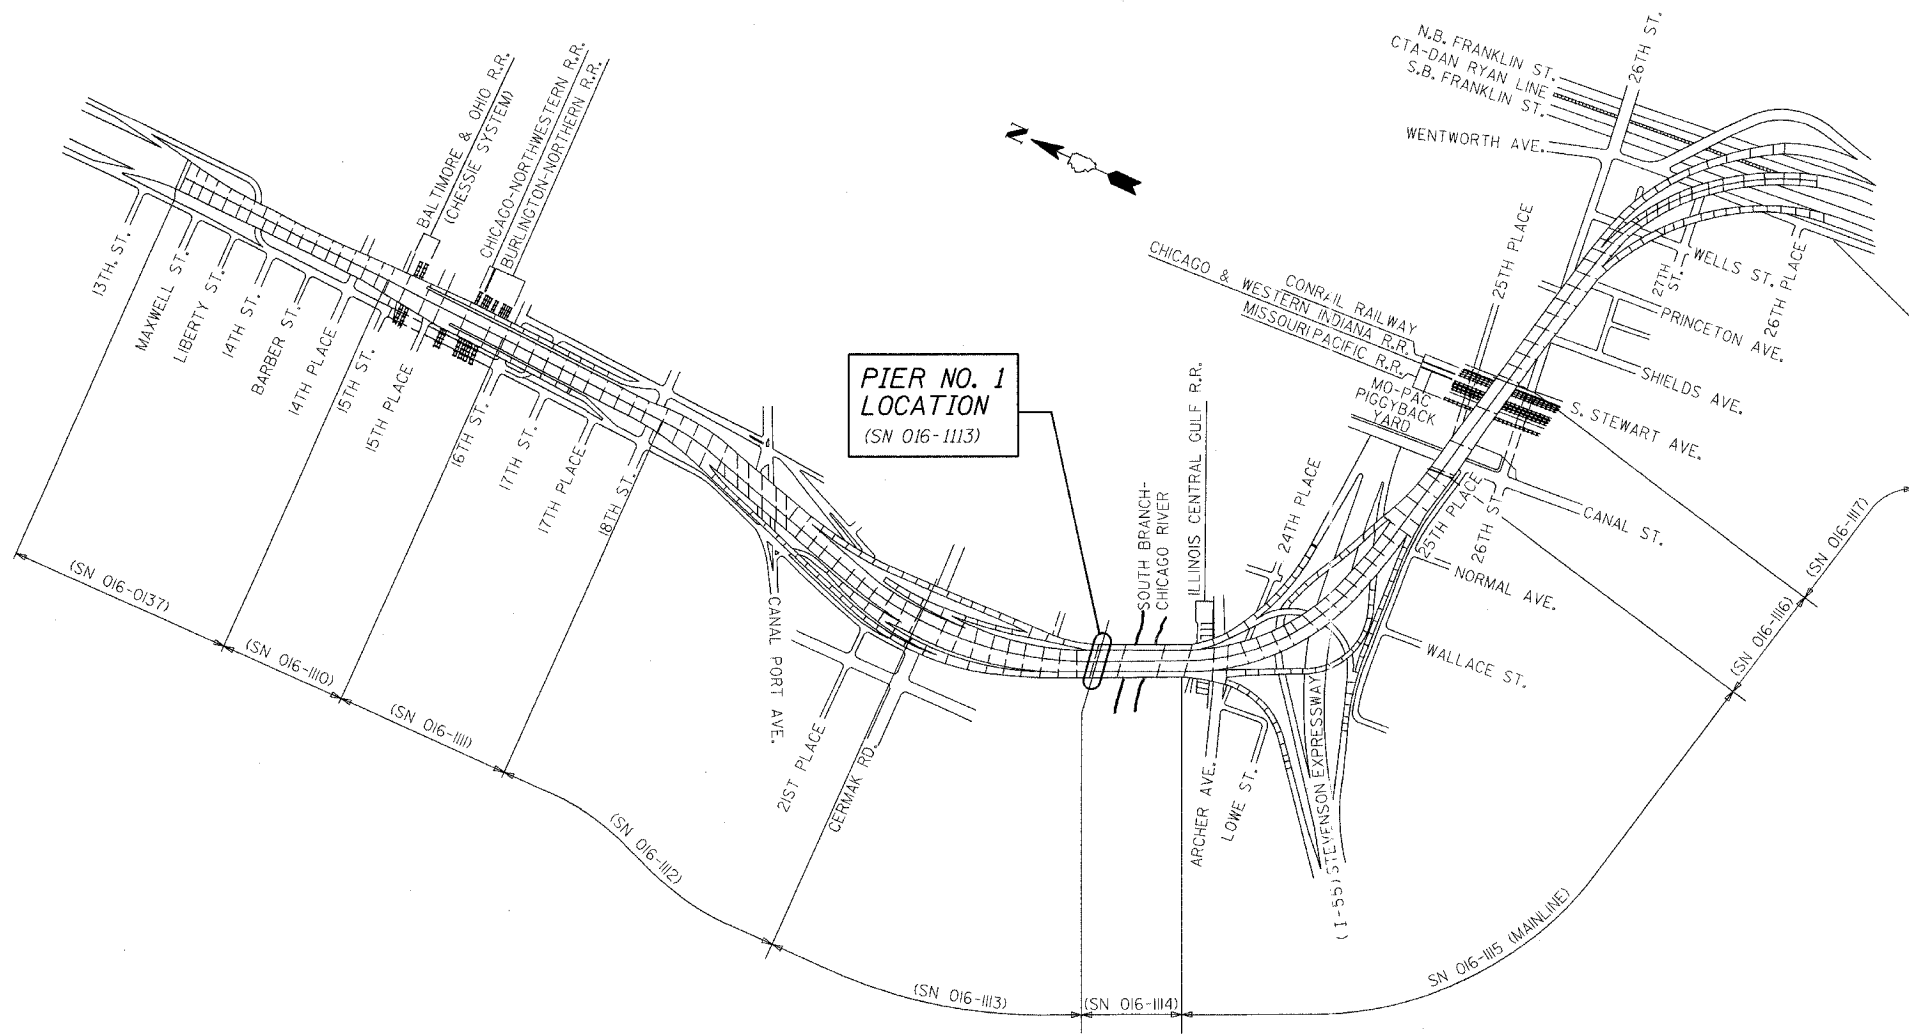 N.B. FRANKLIN ST.
CTA-DAN RYAN LINE
S.B. FRANKLIN ST.
26TH ST.
WENTWORTH AVE.
N
BALTIMORE & OHIO R.R.
(CHESSIE SYSTEM)
CHICAGO-NORTHWESTERN R.R.
BURLINGTON-NORTHERN R.R.
13TH. ST.
MAXWELL ST.
LIBERTY ST.
14TH ST.
BARBER ST.
14TH PLACE
15TH ST.
15TH PLACE
16TH ST.
17TH ST.
17TH PLACE
18TH ST.
PIER NO. 1
LOCATION
(SN 016-1113)
CHICAGO & WESTERN INDIANA R.R.
CONRAIL RAILWAY
MISSOURI PACIFIC R.R.
MO-PAC
PIGGYBACK
YARD
25TH PLACE
WELLS ST.
27TH ST.
26TH PLACE
PRINCETON AVE.
SHIELDS AVE.
S. STEWART AVE.
CANAL ST.
25TH PLACE
26TH ST.
NORMAL AVE.
WALLACE ST.
24TH PLACE
SOUTH BRANCH-
CHICAGO RIVER
ILLINOIS CENTRAL GULF R.R.
CANAL PORT AVE.
21ST PLACE
CERMAK RD.
ARCHER AVE.
LOWE ST.
(I-55) STEVENSON EXPRESSWAY
(SN 016-0137)
(SN 016-1110)
(SN 016-1111)
(SN 016-1112)
(SN 016-1113)
(SN 016-1114)
SN 016-1115 (MAINLINE)
(SN 016-1116)
(SN 016-1117)